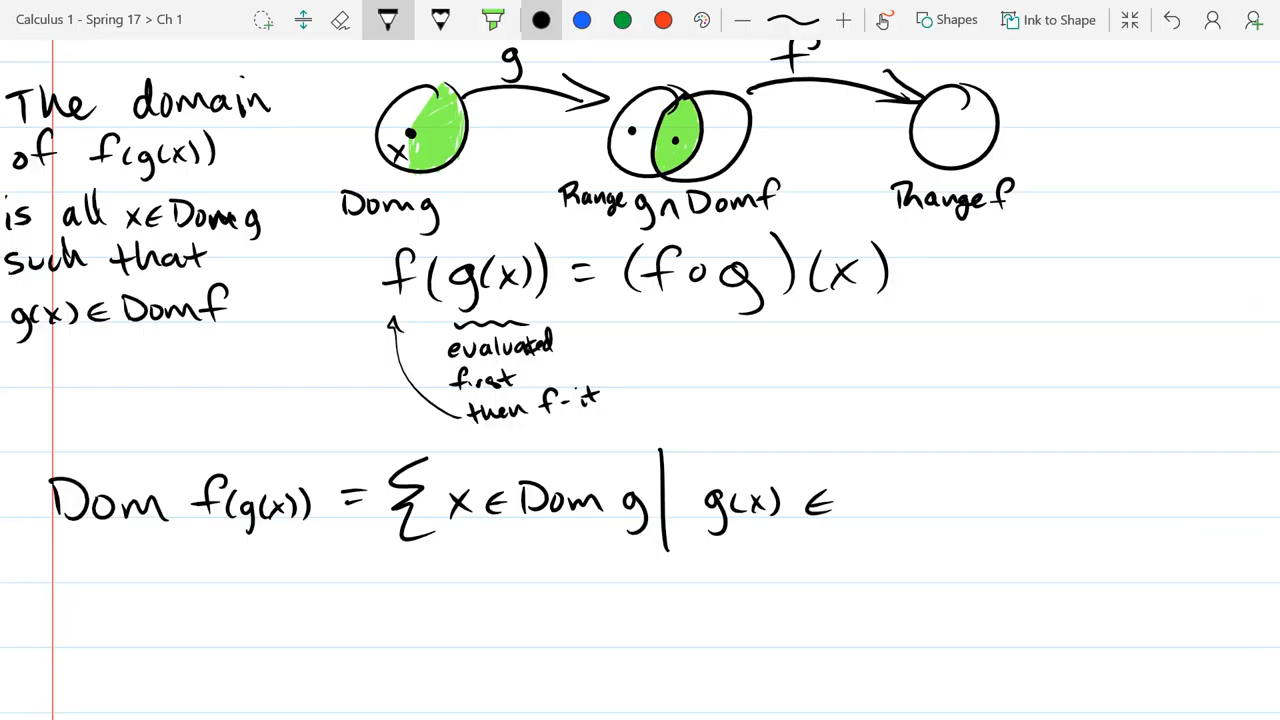 Calculus 1 - Spring 17 > Ch 1
Shapes
Ink to Shape
The domain
of f(g(x))
is all x∈Dom g
such that
g(x) ∈ Dom f
g
f
x
Dom g
Range g ∩ Dom f
Range f
f(g(x)) = (f∘g)(x)
evaluated
first
then f-it
Dom f(g(x)) = { x ∈ Dom g | g(x) ∈